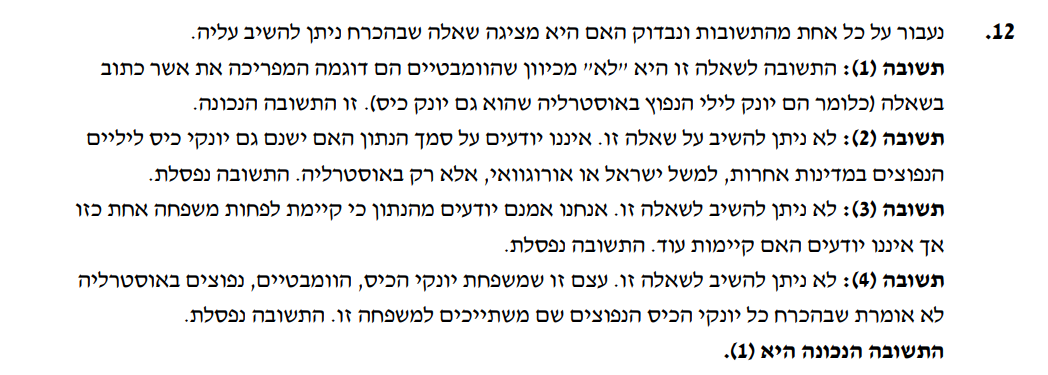 12. נעבור על כל אחת מהתשובות ונבדוק האם היא מציגה שאלה שבהכרח ניתן להשיב עליה.
תשובה (1): התשובה לשאלה זו היא "לא" מכיוון שהוומבטיים הם דוגמה המפריכה את אשר כתוב
בשאלה (כלומר הם יונק לילי הנפוץ באוסטרליה שהוא גם יונק כיס). זו התשובה הנכונה.
תשובה (2): לא ניתן להשיב על שאלה זו. איננו יודעים על סמך הנתון האם ישנם גם יונקי כיס ליליים
הנפוצים במדינות אחרות, למשל ישראל או אורוגוואי, אלא רק באוסטרליה. התשובה נפסלת.
תשובה (3): לא ניתן להשיב לשאלה זו. אנחנו אמנם יודעים מהנתון כי קיימת לפחות משפחה אחת כזו
אך איננו יודעים האם קיימות עוד. התשובה נפסלת.
תשובה (4): לא ניתן להשיב לשאלה זו. עצם זו שמשפחת יונקי הכיס, הוומבטיים, נפוצים באוסטרליה
לא אומרת שבהכרח כל יונקי הכיס הנפוצים שם משתייכים למשפחה זו. התשובה נפסלת.
התשובה הנכונה היא (1).